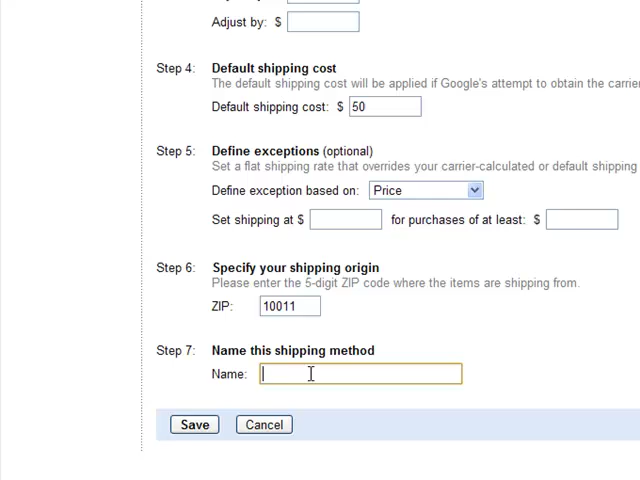 Adjust by: $
Step 4: Default shipping cost
The default shipping cost will be applied if Google's attempt to obtain the carrie
Default shipping cost: $ 50
Step 5: Define exceptions (optional)
Set a flat shipping rate that overrides your carrier-calculated or default shipping
Define exception based on: Price
Set shipping at $ for purchases of at least: $
Step 6: Specify your shipping origin
Please enter the 5-digit ZIP code where the items are shipping from.
ZIP: 10011
Step 7: Name this shipping method
Name:
Save Cancel